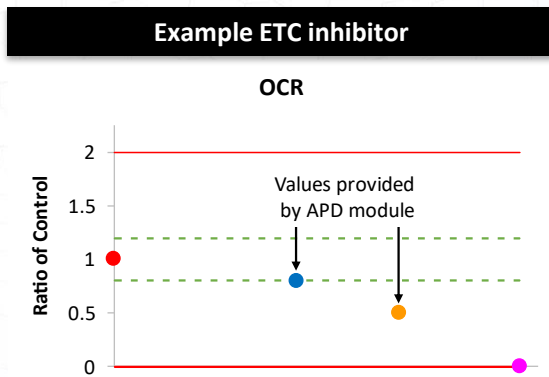 Example ETC inhibitor
OCR
Ratio of Control
2
1.5
1
0.5
0
Values provided
by APD module